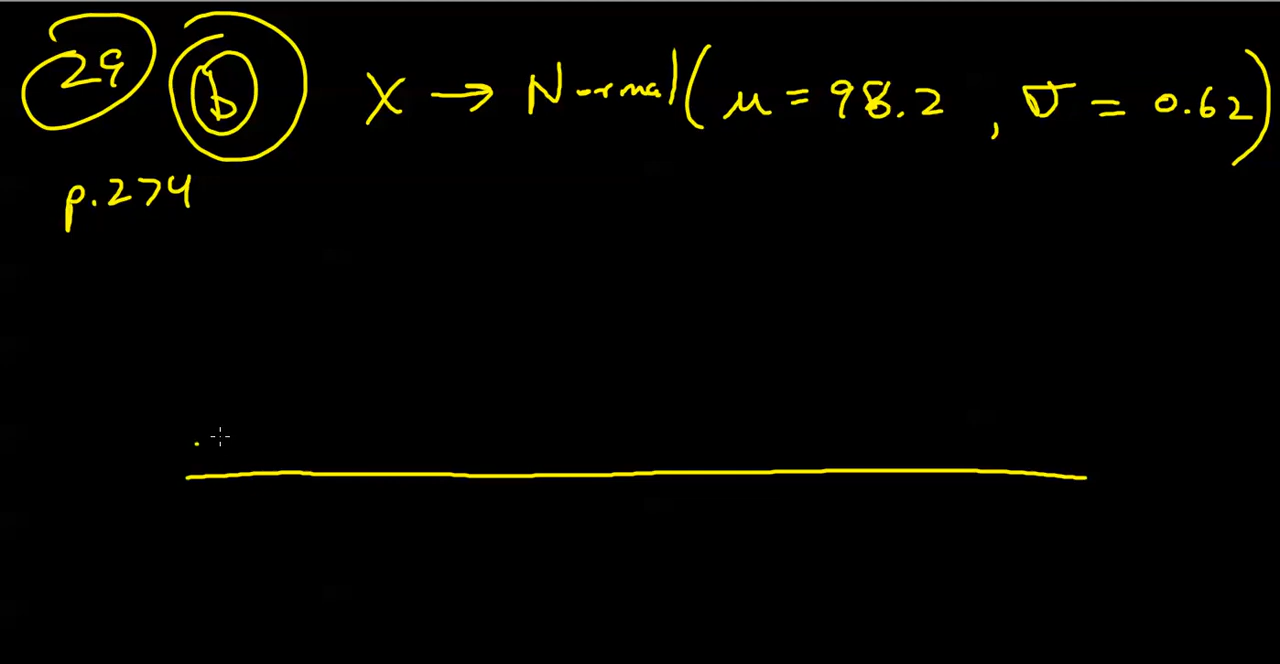 29 b X → Normal( μ = 98.2 , σ = 0.62)
p.274